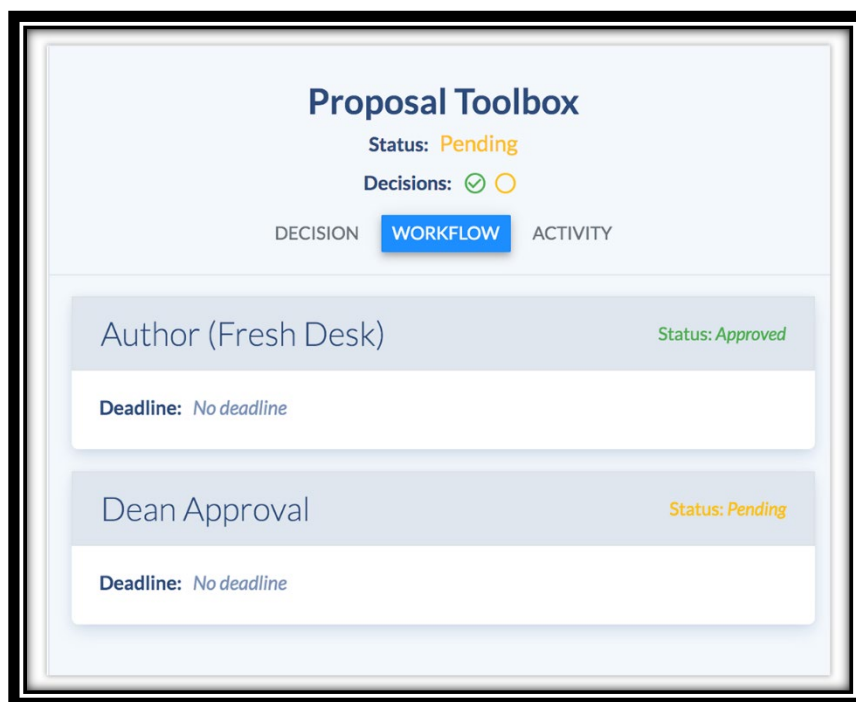 Proposal Toolbox
Status: Pending
Decisions:
DECISION WORKFLOW ACTIVITY
Author (Fresh Desk) Status: Approved
Deadline: No deadline
Dean Approval Status: Pending
Deadline: No deadline